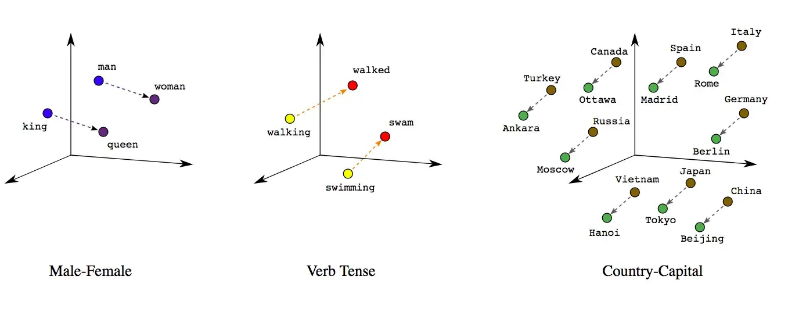 man
woman
king
queen
Male-Female
walked
walking
swam
swimming
Verb Tense
Italy
Canada
Spain
Rome
Turkey
Ottawa
Madrid
Germany
Ankara
Russia
Berlin
Moscow
Vietnam
Japan
China
Hanoi
Tokyo
Beijing
Country-Capital